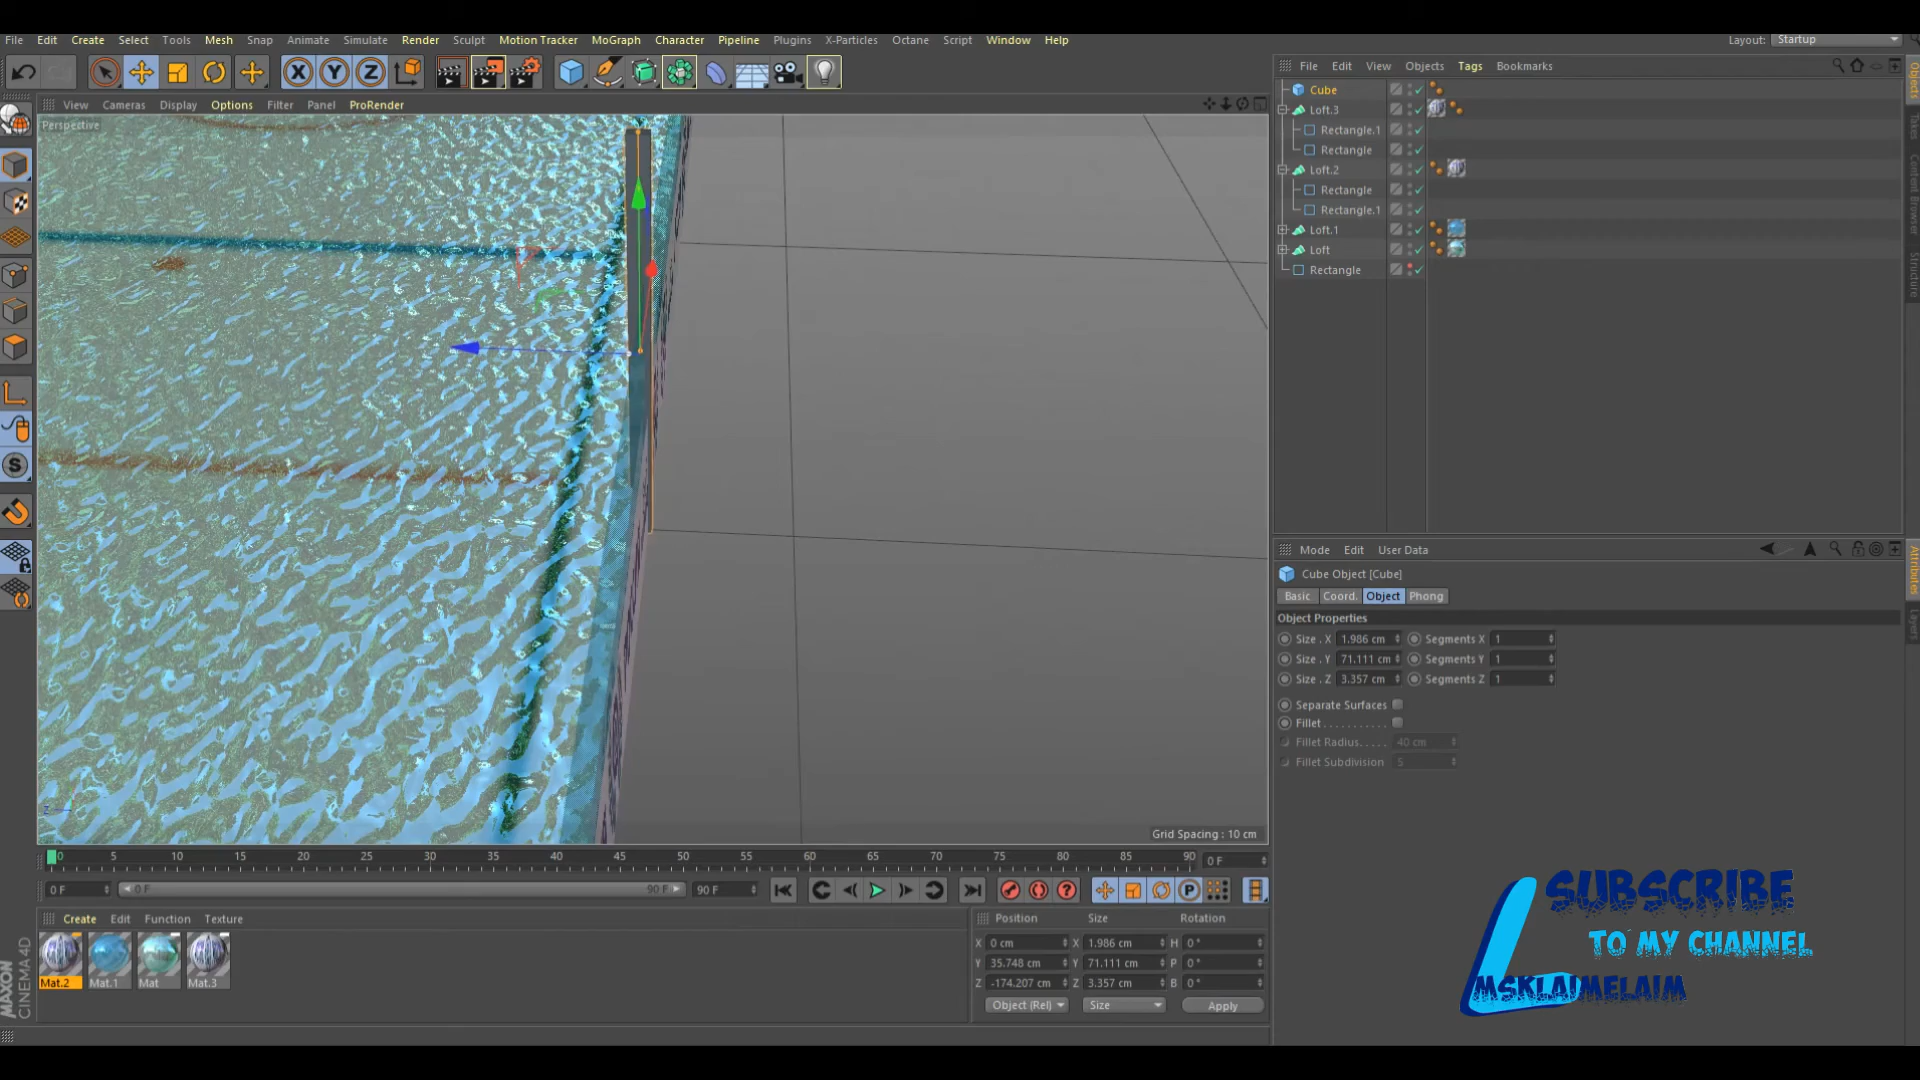 File Edit Create Select Tools Mesh Snap Animate Simulate Render Sculpt Motion Tracker MoGraph Character Pipeline Plugins X-Particles Octane Script Window Help
Layout: Startup
X Y Z
File Edit View Objects Tags Bookmarks
View Cameras Display Options Filter Panel ProRender
Perspective
Cube
Loft.3
Rectangle.1
Rectangle
Loft.2
Rectangle
Rectangle.1
Loft.1
Loft
Rectangle
Objects
Takes
Content Browser
Structure
Mode Edit User Data
Cube Object [Cube]
Basic Coord. Object Phong
Object Properties
Size . X 1.986 cm Segments X 1
Size . Y 71.111 cm Segments Y 1
Size . Z 3.357 cm Segments Z 1
Separate Surfaces
Fillet
Fillet Radius 40 cm
Fillet Subdivision 5
Attributes
Layers
Grid Spacing : 10 cm
0 5 10 15 20 25 30 35 40 45 50 55 60 65 70 75 80 85 90 0 F
0 F 0 F 90 F 90 F
Create Edit Function Texture
Mat.2 Mat.1 Mat Mat.3
Position Size Rotation
X 0 cm X 1.986 cm H 0 °
Y 35.748 cm Y 71.111 cm P 0 °
Z -174.207 cm Z 3.357 cm B 0 °
Object (Rel) Size Apply
MAXON
CINEMA 4D
SUBSCRIBE
TO MY CHANNEL
MSKLAIMELAIM